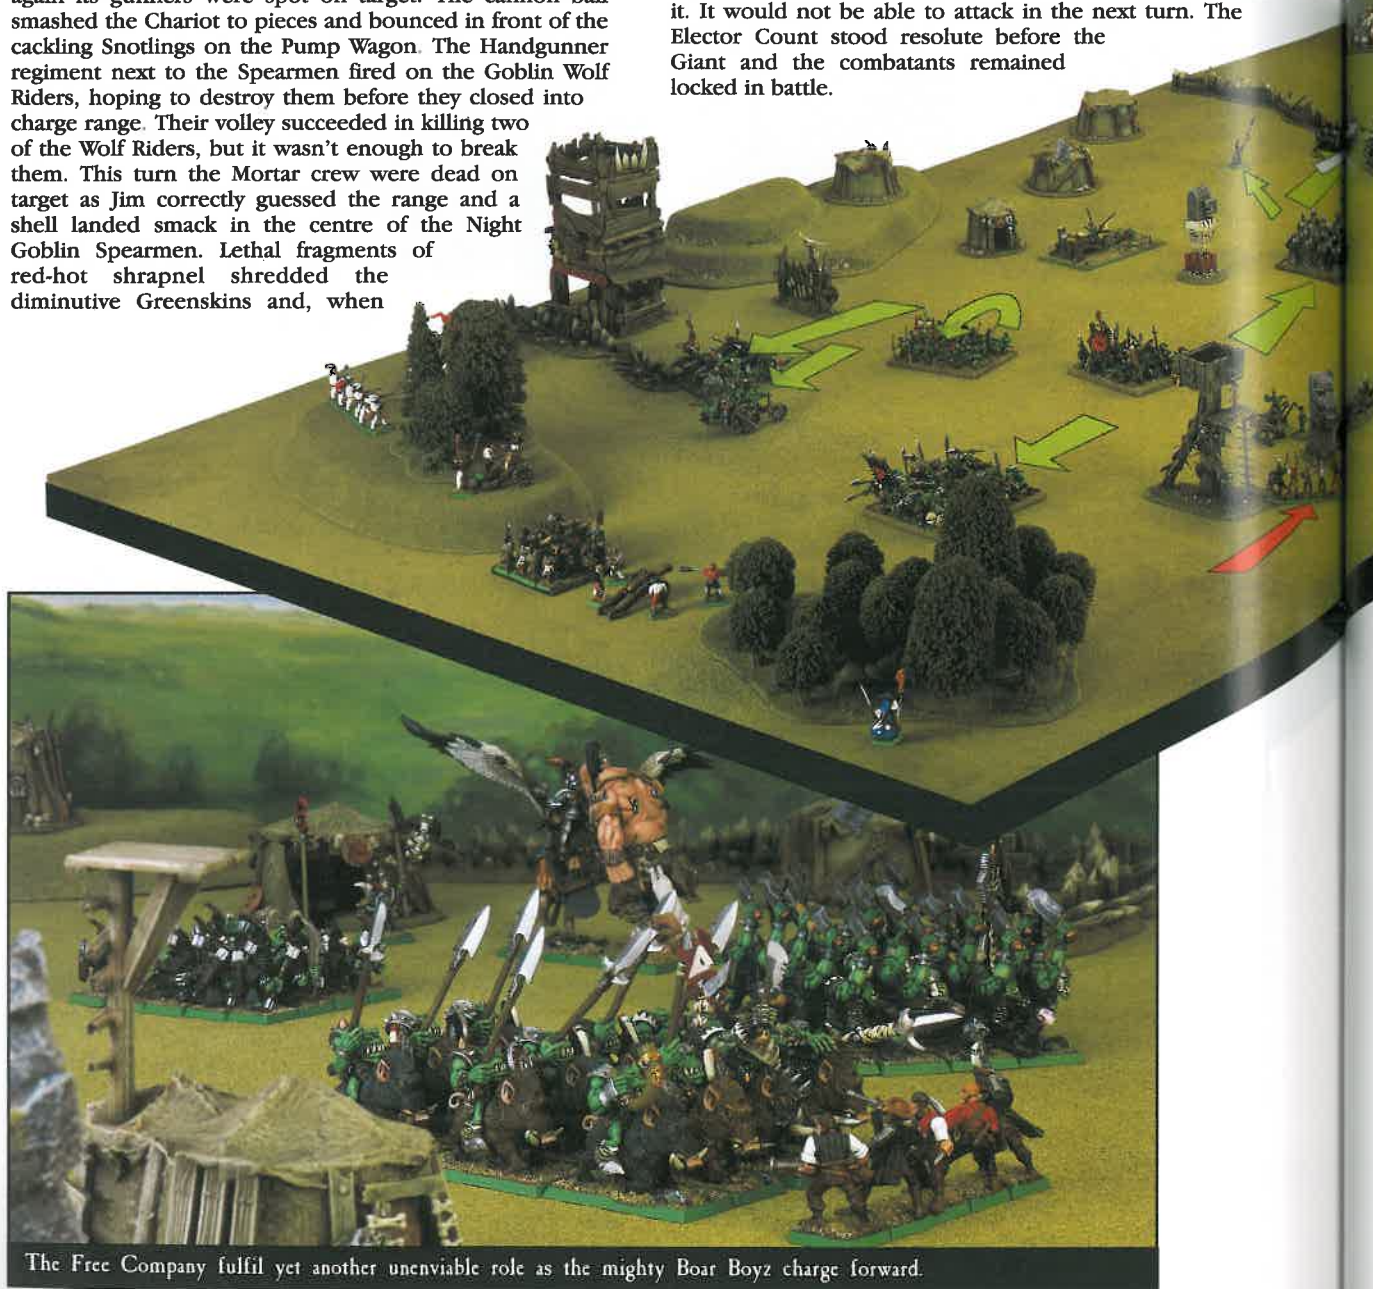 smashed the Chariot to pieces and bounced in front of the
cackling Snotlings on the Pump Wagon. The Handgunner
regiment next to the Spearmen fired on the Goblin Wolf
Riders, hoping to destroy them before they closed into
charge range. Their volley succeeded in killing two
of the Wolf Riders, but it wasn't enough to break
them. This turn the Mortar crew were dead on
target as Jim correctly guessed the range and a
shell landed smack in the centre of the Night
Goblin Spearmen. Lethal fragments of
red-hot shrapnel shredded the
diminutive Greenskins and, when
it. It would not be able to attack in the next turn. The
Elector Count stood resolute before the
Giant and the combatants remained
locked in battle.
The Free Company fulfil yet another unenviable role as the mighty Boar Boyz charge forward.